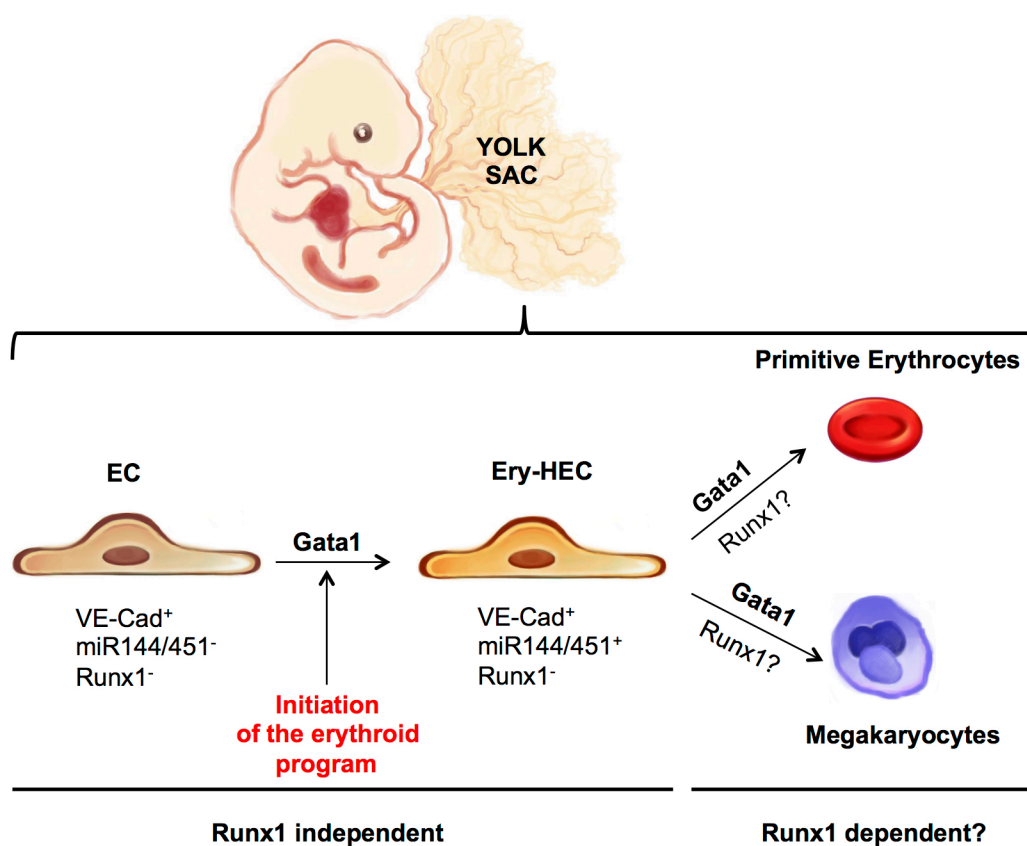 YOLK
SAC
Primitive Erythrocytes
EC
Ery-HEC
Gata1
Gata1
Runx1?
Gata1
Runx1?
VE-Cad⁺
miR144/451⁻
Runx1⁻
VE-Cad⁺
miR144/451⁺
Runx1⁻
Initiation
of the erythroid
program
Megakaryocytes
Runx1 independent
Runx1 dependent?